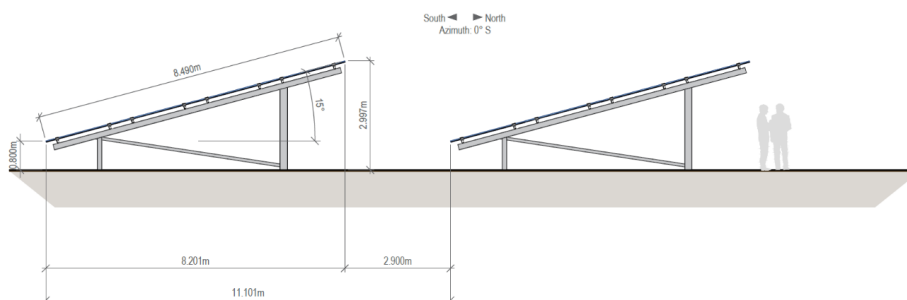 South North
Azimuth: 0° S
8.490m
15°
2.997m
0.800m
8.201m
2.900m
11.101m